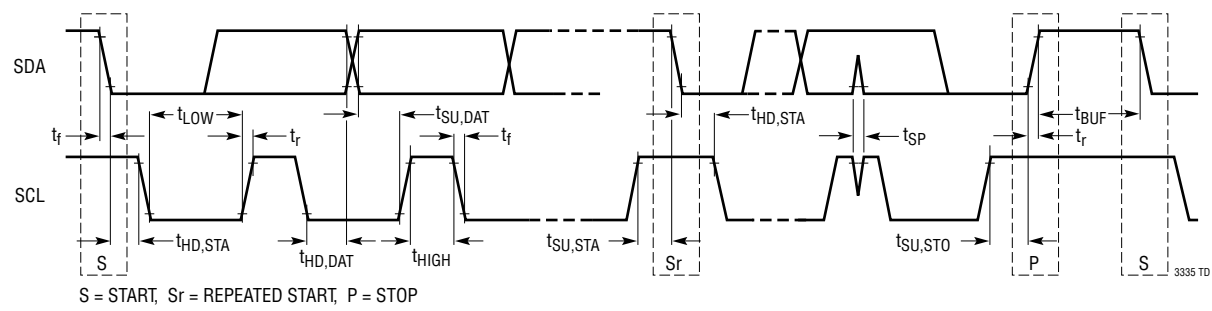 SDA
tLOW
tSU,DAT
tHD,STA
tBUF
tf
tr
tf
tSP
tr
SCL
tHD,STA
tHD,DAT
tHIGH
tSU,STA
tSU,STO
S
Sr
P
S
3335 TD
S = START, Sr = REPEATED START, P = STOP